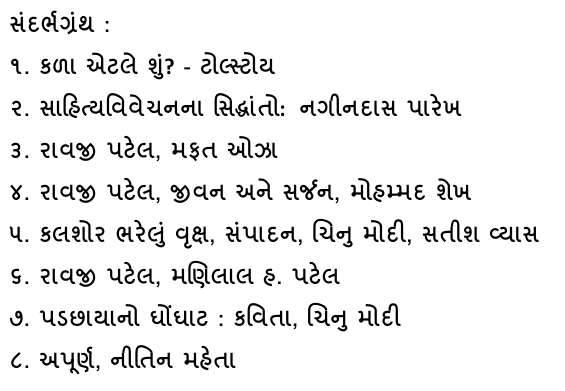 સંદર્ભગ્રંથ :
૧. કળા એટલે શું? - ટોલ્સ્ટોય
૨. સાહિત્યવિવેચનના સિદ્ધાંતો: નગીનદાસ પારેખ
૩. રાવજી પટેલ, મફત ઓઝા
૪. રાવજી પટેલ, જીવન અને સર્જન, મોહમ્મદ શેખ
૫. કલશોર ભરેલું વૃક્ષ, સંપાદન, ચિનુ મોદી, સતીશ વ્યાસ
૬. રાવજી પટેલ, મણિલાલ હ. પટેલ
૭. પડછાયાનો ઘોંઘાટ : કવિતા, ચિનુ મોદી
૮. અપૂર્ણ, નીતિન મહેતા